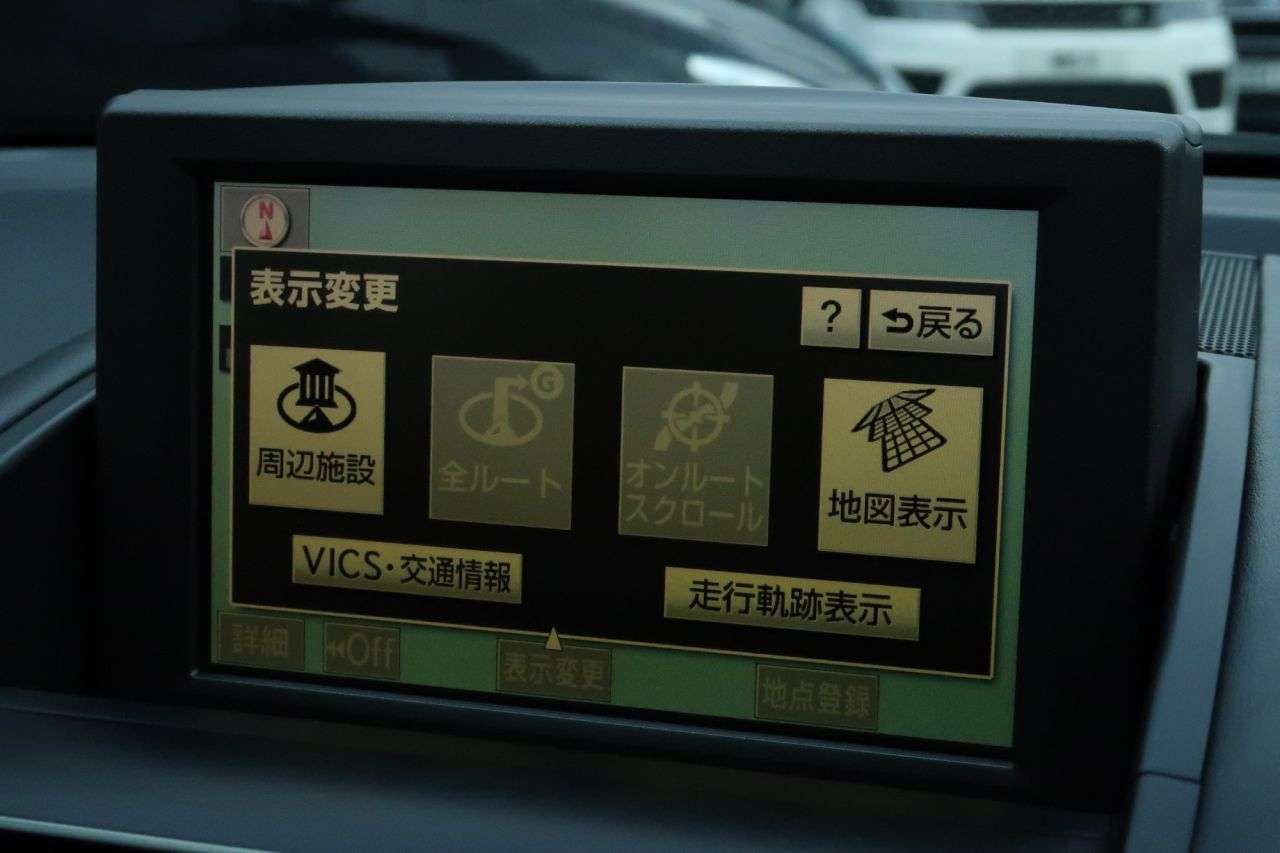 N
表示変更
?
戻る
周辺施設
G
全ルート
オンルート
スクロール
地図表示
VICS・交通情報
走行軌跡表示
詳細
Off
表示変更
地点登録